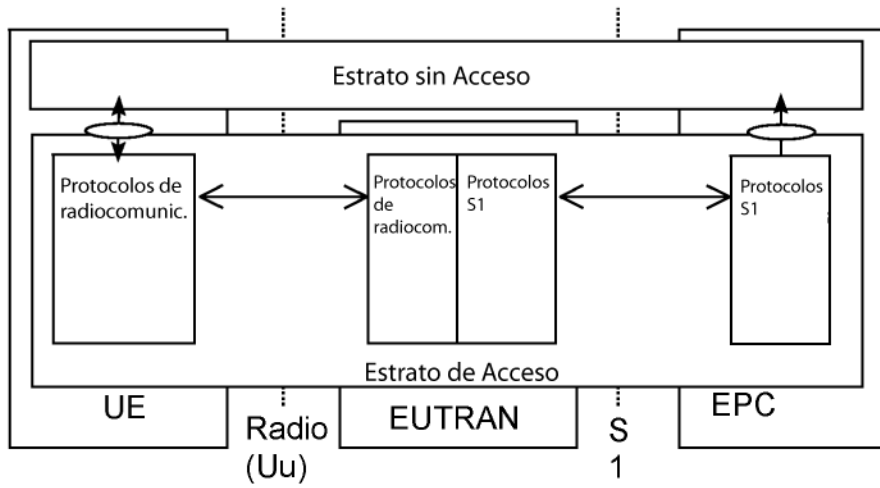 Estrato sin Acceso
Protocolos de
radiocomunic.
Protocolos
de
radiocom.
Protocolos
S1
Protocolos
S1
Estrato de Acceso
UE
Radio
(Uu)
EUTRAN
S
1
EPC